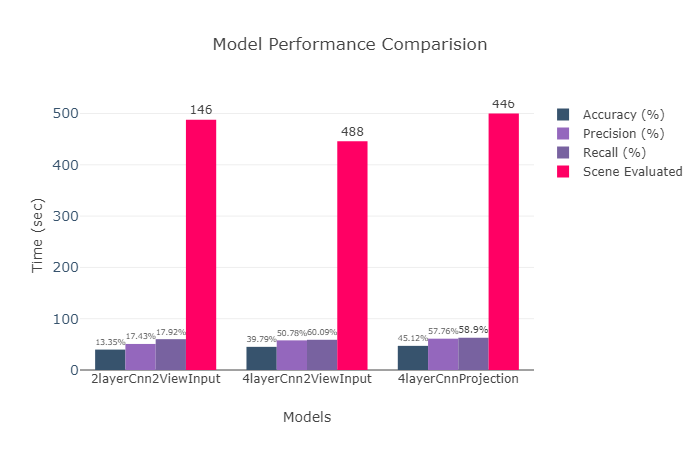 Model Performance Comparision
Accuracy (%)
Precision (%)
Recall (%)
Scene Evaluated
Time (sec)
500
400
300
200
100
0
13.35%
17.43%
17.92%
146
39.79%
50.78%
60.09%
488
45.12%
57.76%
58.9%
446
2layerCnn2ViewInput
4layerCnn2ViewInput
4layerCnnProjection
Models